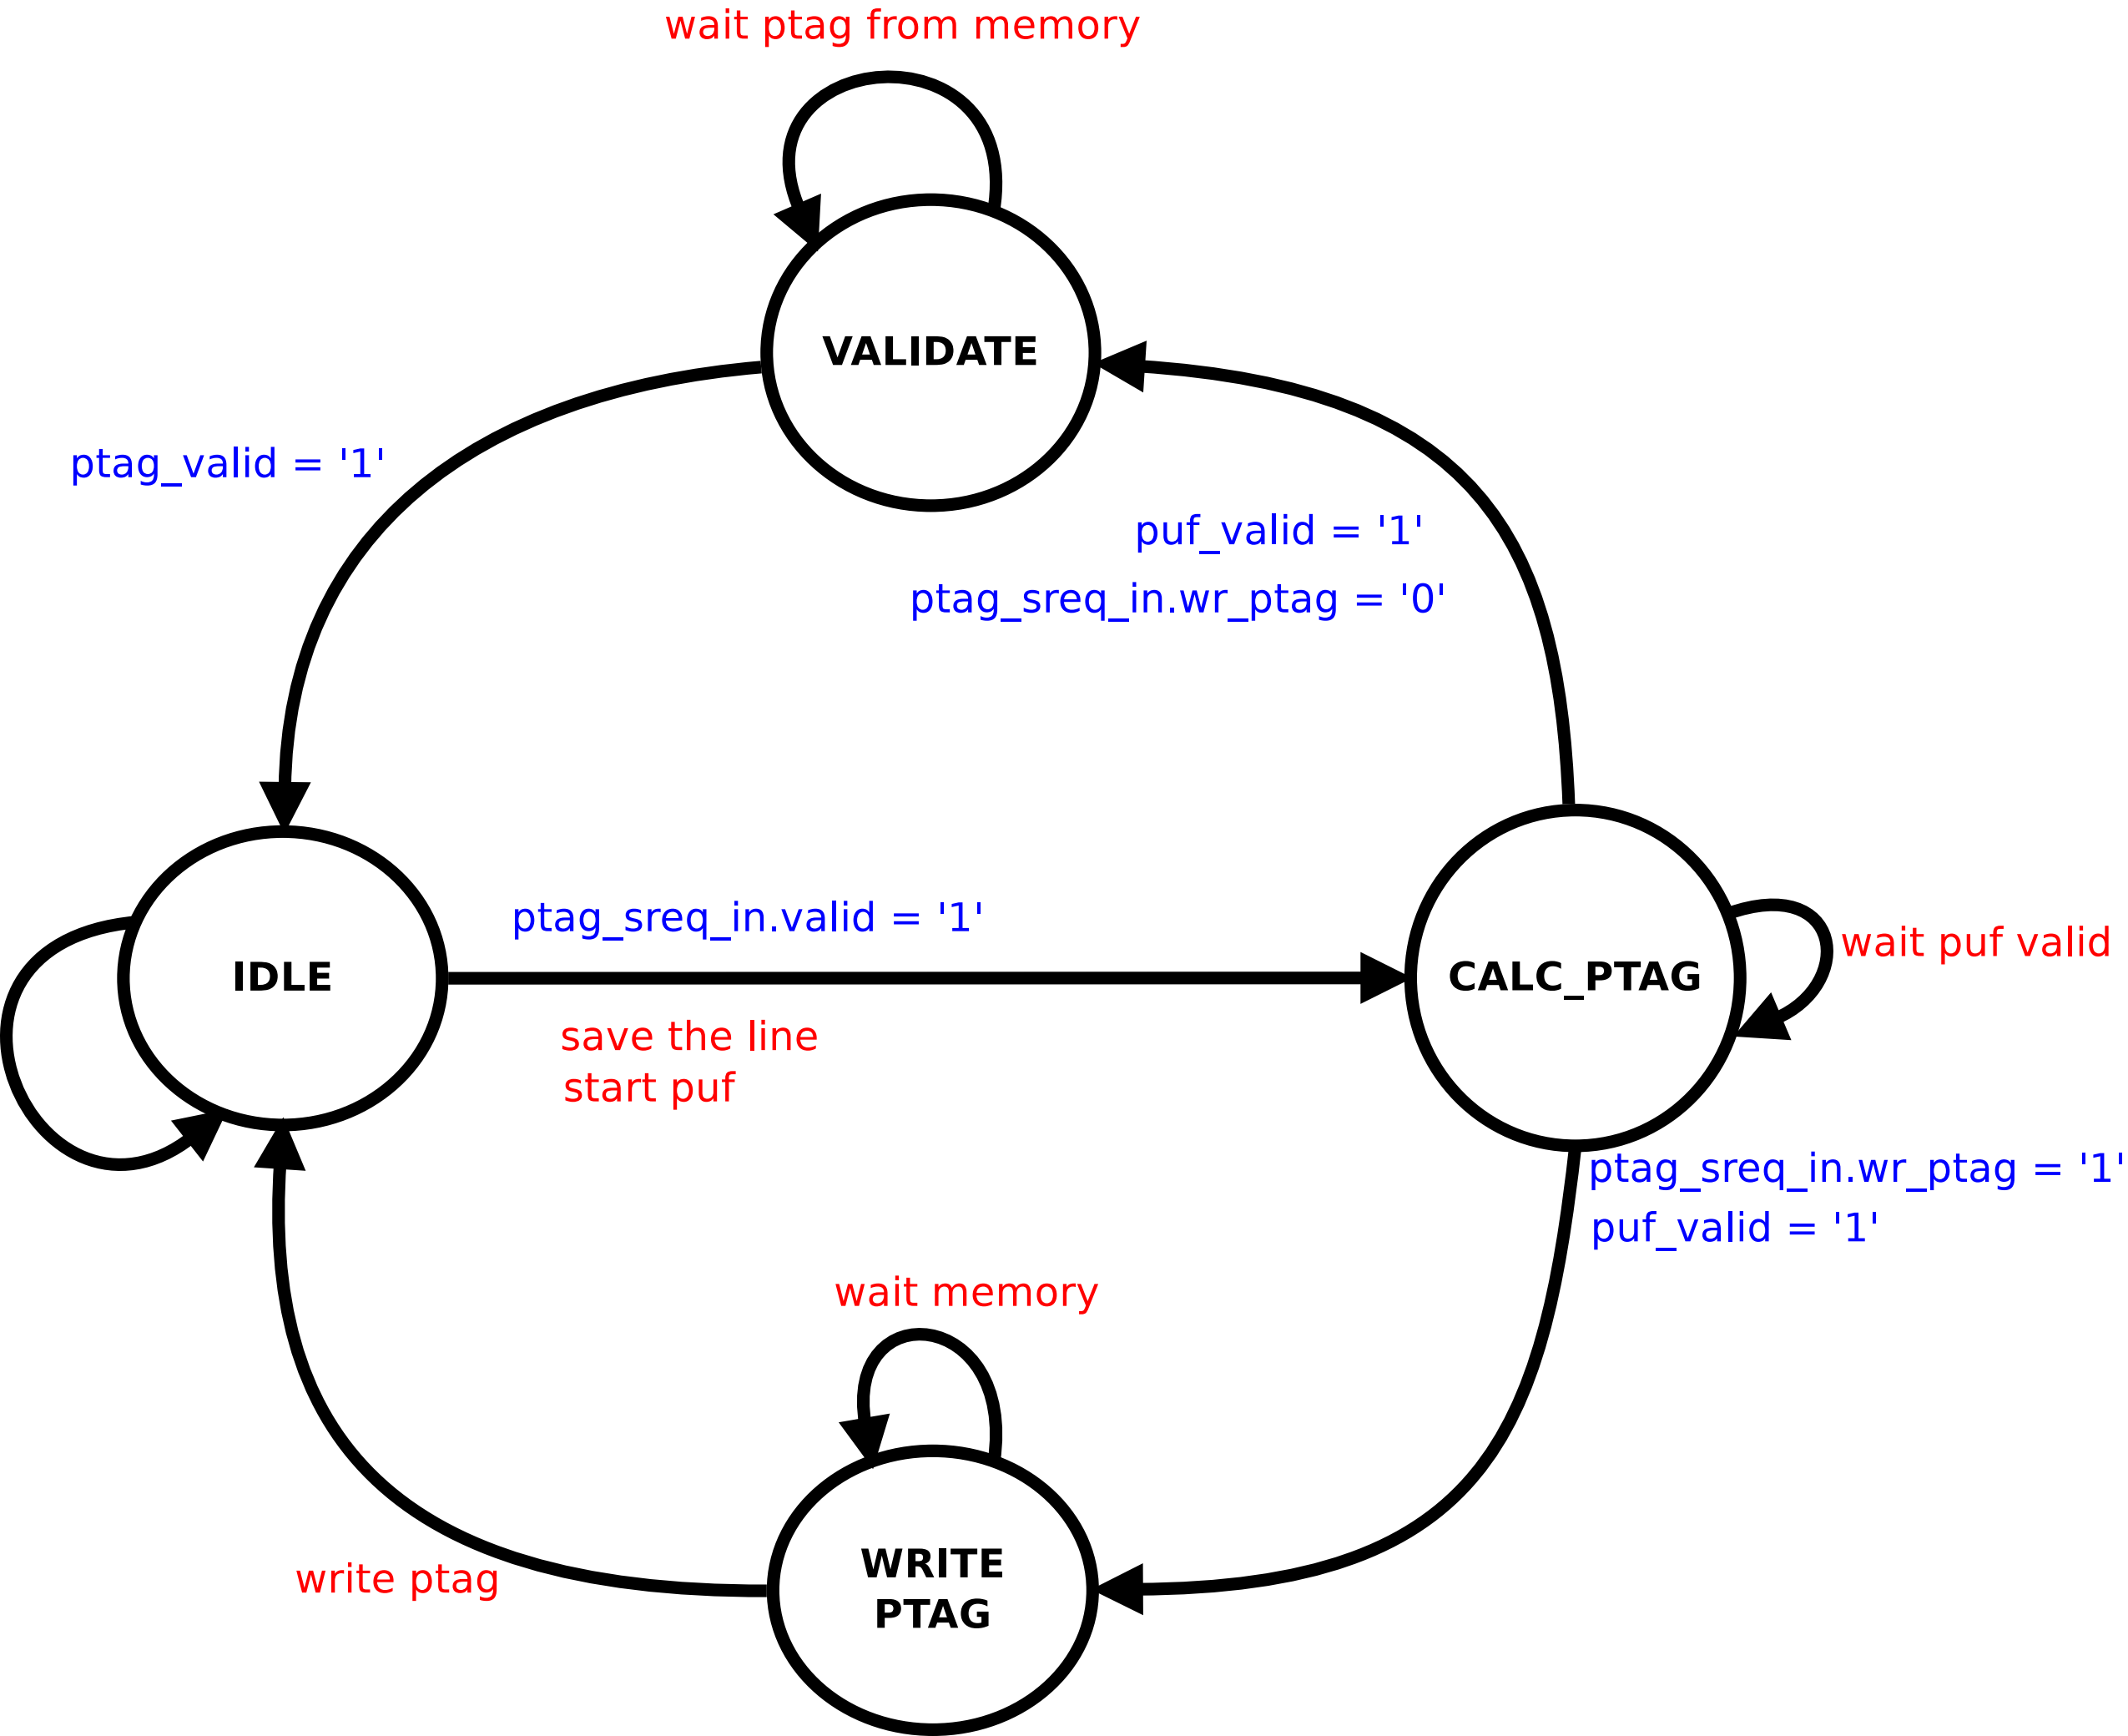 wait ptag from memory
VALIDATE
ptag_valid = '1'
puf_valid = '1'
ptag_sreq_in.wr_ptag = '0'
ptag_sreq_in.valid = '1'
IDLE
CALC_PTAG
wait puf valid
save the line
start puf
ptag_sreq_in.wr_ptag = '1'
puf_valid = '1'
wait memory
write ptag
WRITE
PTAG